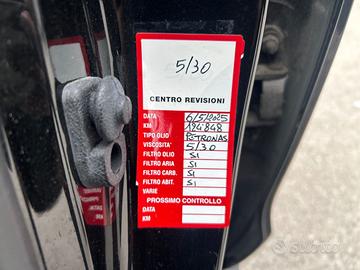 5/30
CENTRO REVISIONI
DATA 6/5/2025
KM 124848
TIPO OLIO PETRONAS
VISCOSITA' 5/30
FILTRO OLIO SI
FILTRO ARIA SI
FILTRO CARB. SI
FILTRO ABIT. SI
VARIE
PROSSIMO CONTROLLO
DATA
KM
subito